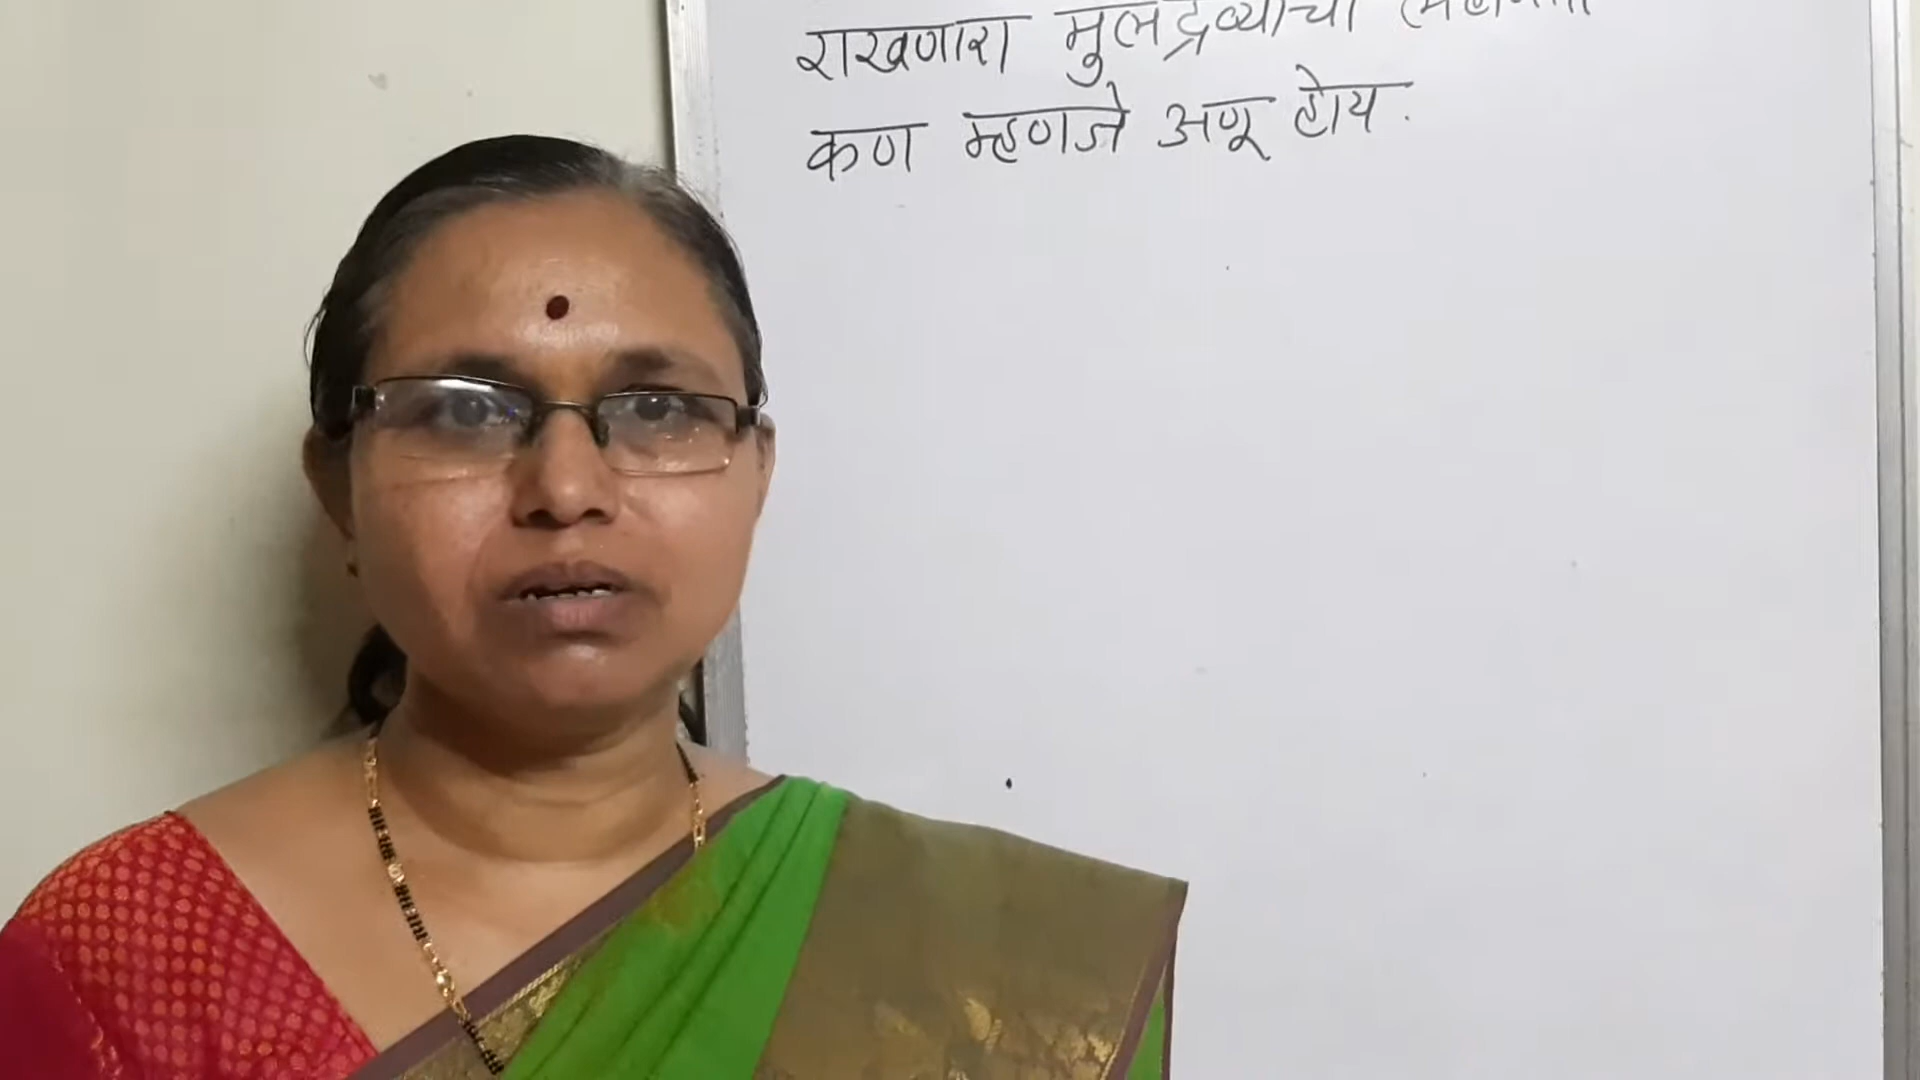 राखणारा मुलद्रव्याचा
कण म्हणजे अणू होय.